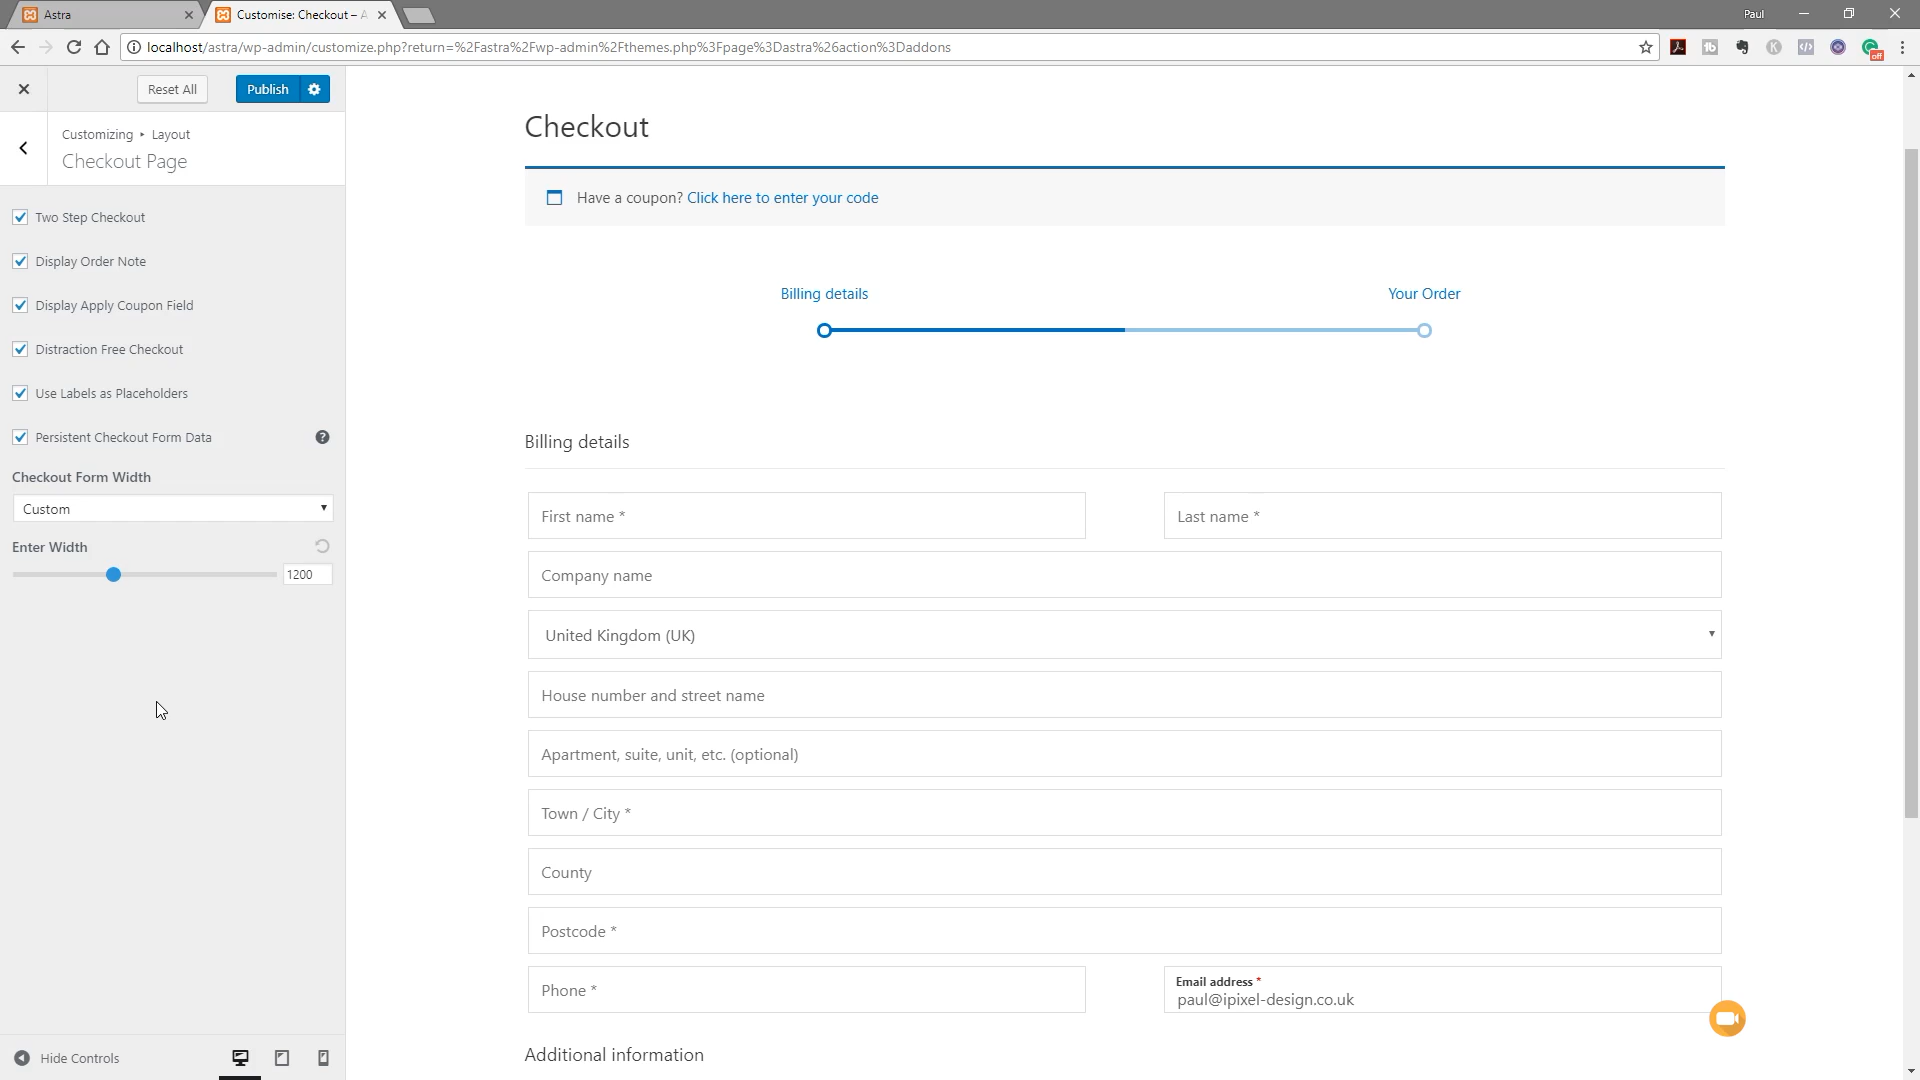 Astra
Customise: Checkout – A
Paul
localhost/astra/wp-admin/customize.php?return=%2Fastra%2Fwp-admin%2Fthemes.php%3Fpage%3Dastra%26action%3Daddons
off
Reset All
Publish
Customizing ▸ Layout
Checkout Page
Two Step Checkout
Display Order Note
Display Apply Coupon Field
Distraction Free Checkout
Use Labels as Placeholders
Persistent Checkout Form Data
Checkout Form Width
Custom
Enter Width
1200
Hide Controls
Checkout
Have a coupon? Click here to enter your code
Billing details
Your Order
Billing details
First name *
Last name *
Company name
United Kingdom (UK)
House number and street name
Apartment, suite, unit, etc. (optional)
Town / City *
County
Postcode *
Phone *
Email address *
paul@ipixel-design.co.uk
Additional information